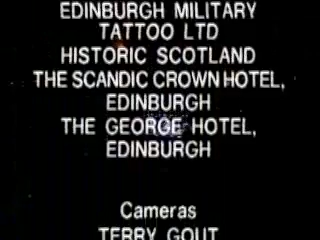 EDINBURGH MILITARY
TATTOO LTD
HISTORIC SCOTLAND
THE SCANDIC CROWN HOTEL,
EDINBURGH
THE GEORGE HOTEL,
EDINBURGH
Cameras
TERRY GOUT